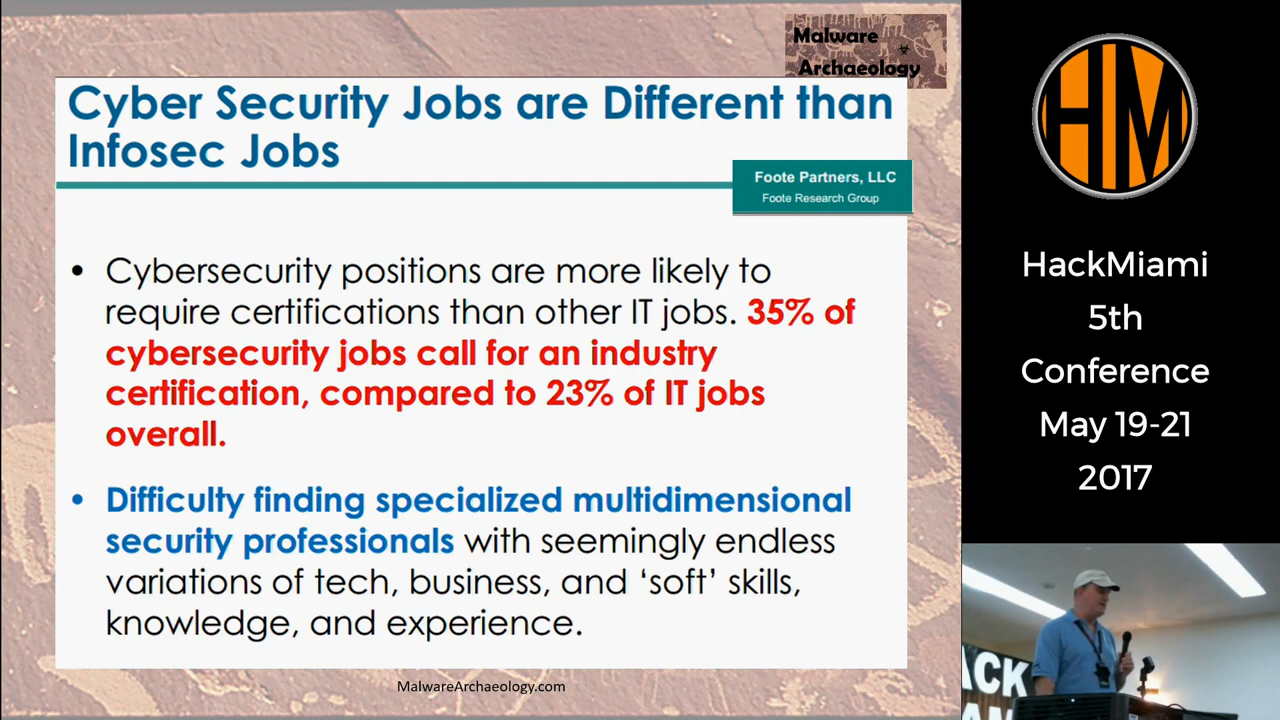 Malware
Archaeology
Cyber Security Jobs are Different than
Infosec Jobs
Foote Partners, LLC
Foote Research Group
• Cybersecurity positions are more likely to
require certifications than other IT jobs. 35% of
cybersecurity jobs call for an industry
certification, compared to 23% of IT jobs
overall.
• Difficulty finding specialized multidimensional
security professionals with seemingly endless
variations of tech, business, and ‘soft’ skills,
knowledge, and experience.
MalwareArchaeology.com
HM
HackMiami
5th
Conference
May 19-21
2017
ACK